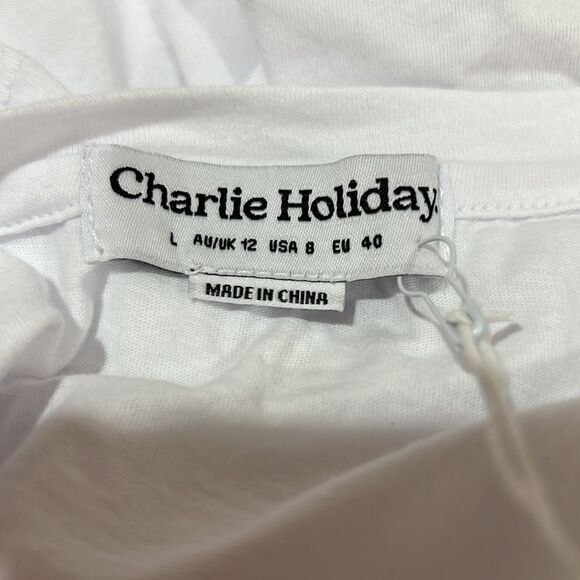 Charlie Holiday.
L AU/UK 12 USA 8 EU 40
MADE IN CHINA